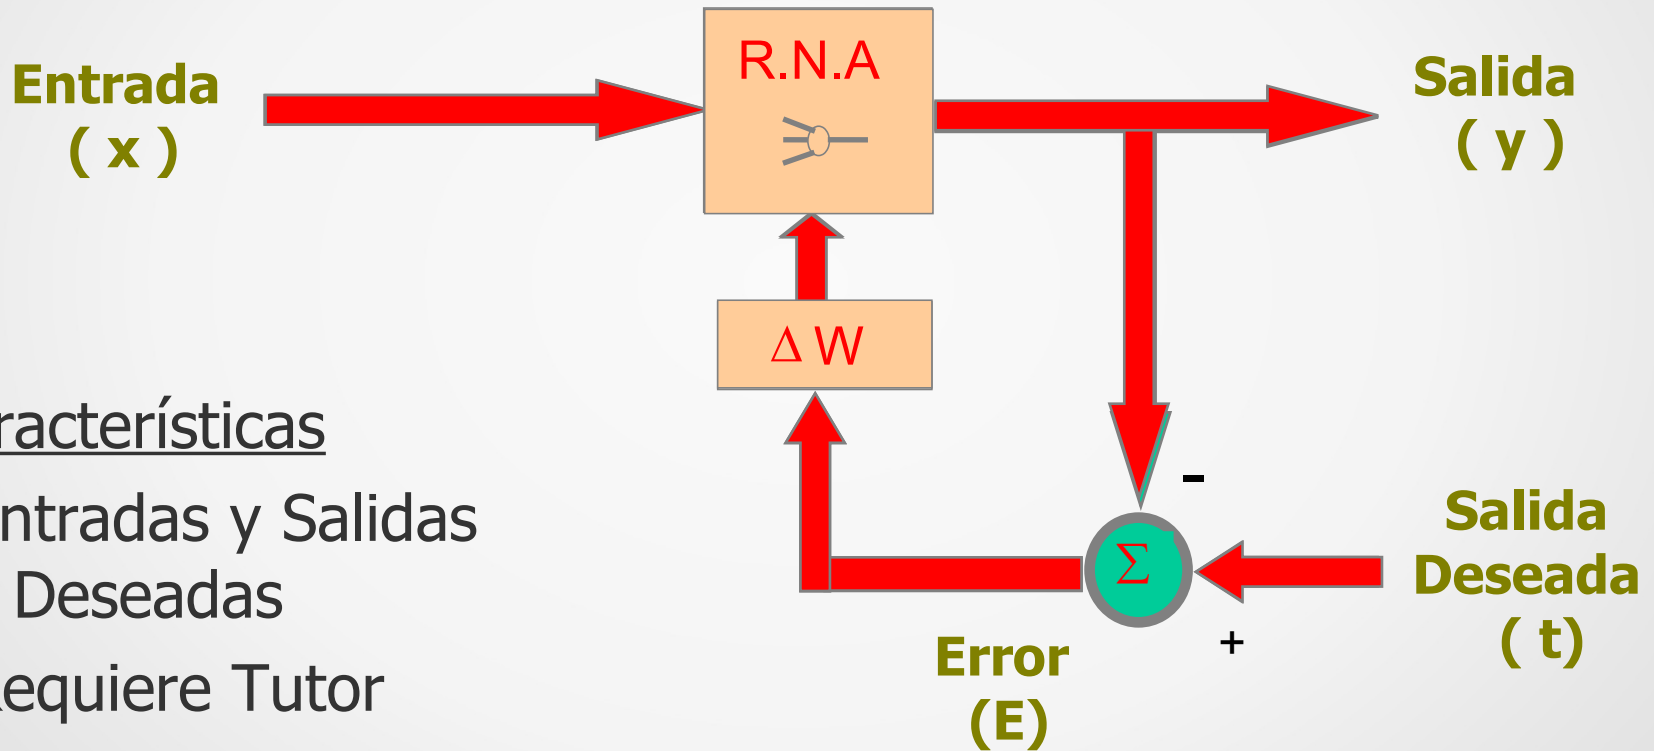 Entrada
( x )
R.N.A
Salida
( y )
Δ W
racterísticas
ntradas y Salidas
Deseadas
equiere Tutor
-
Σ
+
Salida
Deseada
( t)
Error
(E)